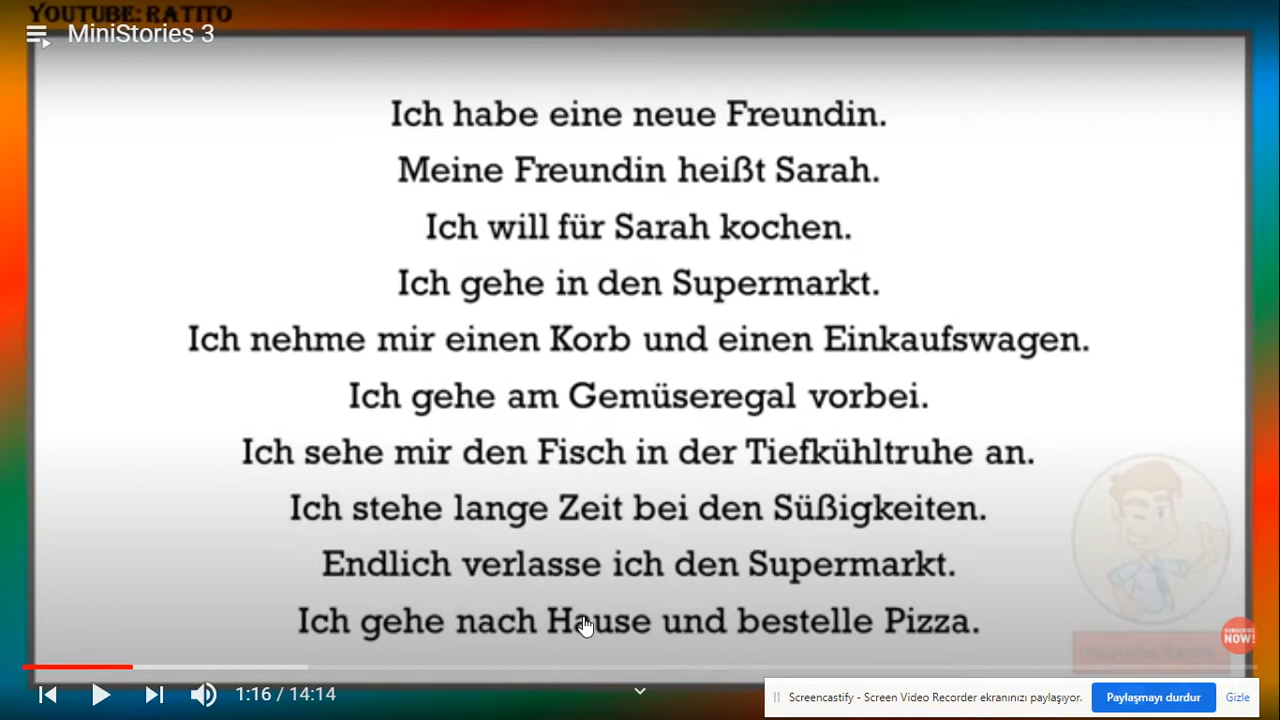 YOUTUBE: RATITO
MiniStories 3
Ich habe eine neue Freundin.
Meine Freundin heißt Sarah.
Ich will für Sarah kochen.
Ich gehe in den Supermarkt.
Ich nehme mir einen Korb und einen Einkaufswagen.
Ich gehe am Gemüseregal vorbei.
Ich sehe mir den Fisch in der Tiefkühltruhe an.
Ich stehe lange Zeit bei den Süßigkeiten.
Endlich verlasse ich den Supermarkt.
Ich gehe nach Hause und bestelle Pizza.
SUBSCRIBE
NOW!
1:16 / 14:14
Screencastify - Screen Video Recorder ekranınızı paylaşıyor.
Paylaşmayı durdur
Gizle